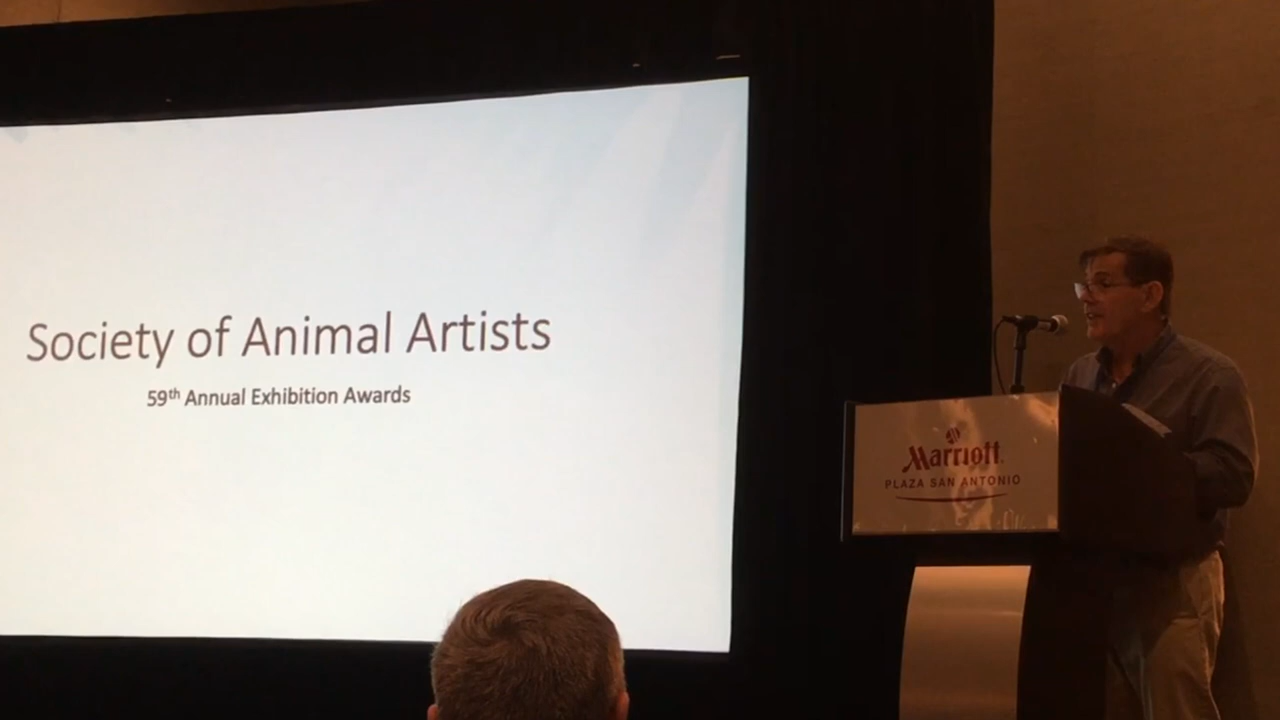 Society of Animal Artists
59th Annual Exhibition Awards
Marriott
PLAZA SAN ANTONIO